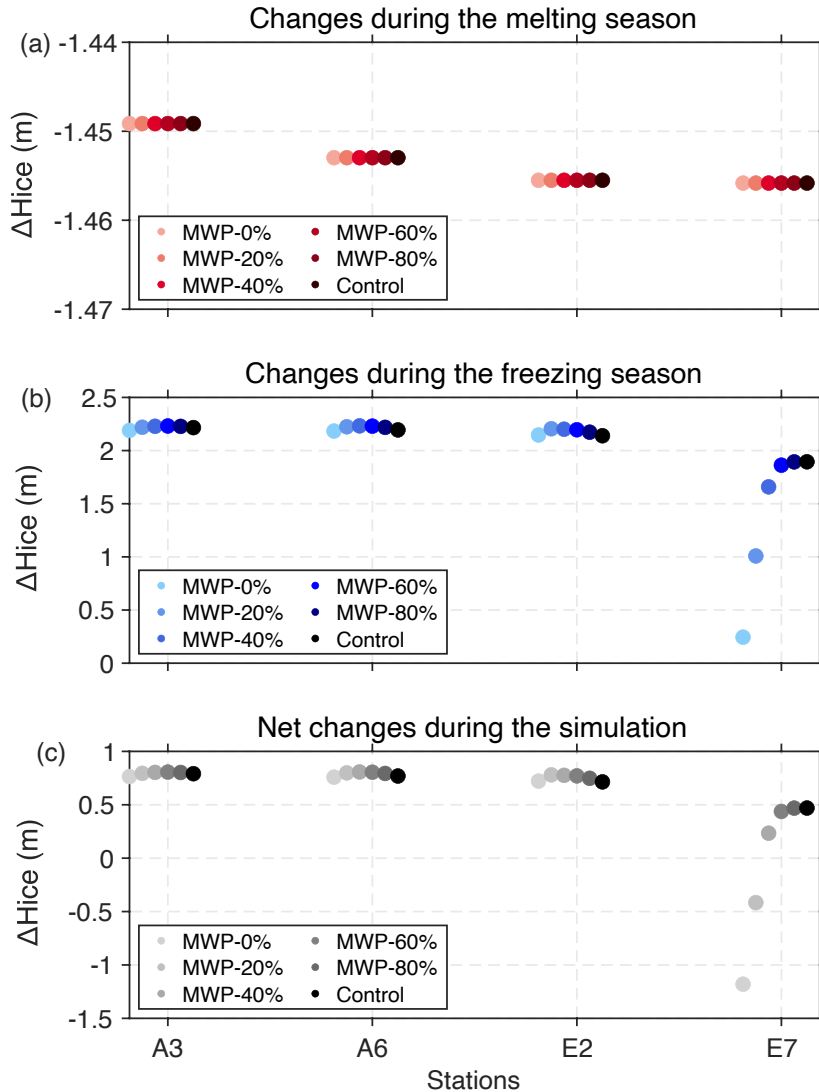 Changes during the melting season
(a)
-1.44
-1.45
-1.46
-1.47
ΔHice (m)
MWP-0% MWP-60%
MWP-20% MWP-80%
MWP-40% Control
Changes during the freezing season
(b)
2.5
2
1.5
1
0.5
0
ΔHice (m)
MWP-0% MWP-60%
MWP-20% MWP-80%
MWP-40% Control
Net changes during the simulation
(c)
1
0.5
0
-0.5
-1
-1.5
ΔHice (m)
MWP-0% MWP-60%
MWP-20% MWP-80%
MWP-40% Control
A3 A6 E2 E7
Stations